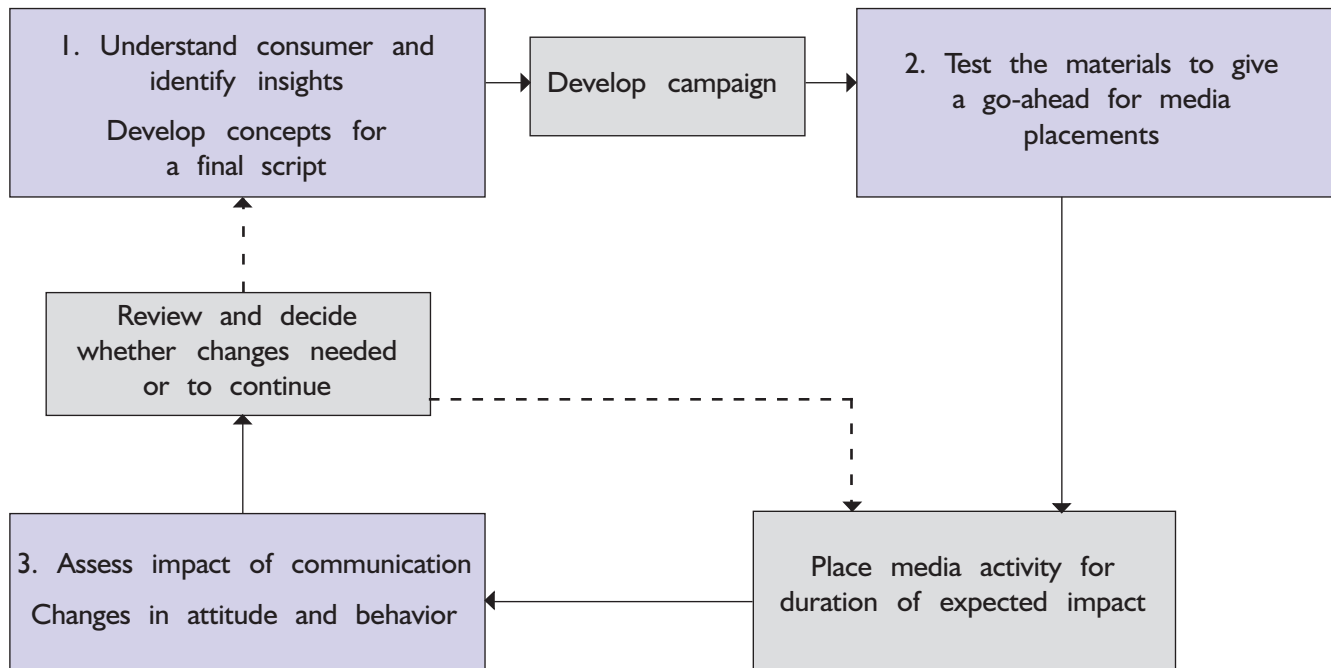 1. Understand consumer and
identify insights
Develop concepts for
a final script
Develop campaign
2. Test the materials to give
a go-ahead for media
placements
Review and decide
whether changes needed
or to continue
3. Assess impact of communication
Changes in attitude and behavior
Place media activity for
duration of expected impact